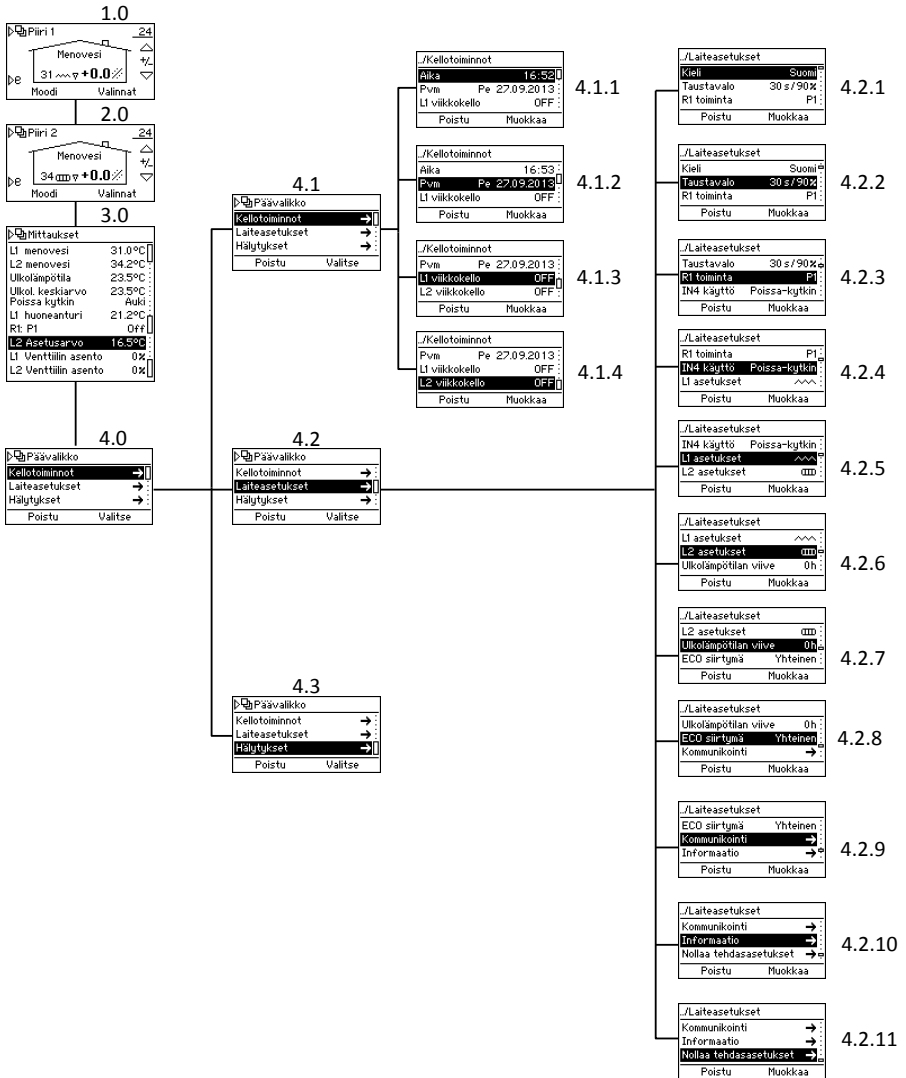 1.0
Piiri 1 24
Menovesi
+/-
31 +0.0
e
Moodi Valinnat
2.0
Piiri 2 24
Menovesi
+/-
34 +0.0
e
Moodi Valinnat
3.0
Mittaukset
L1 menovesi 31.0°C
L2 menovesi 34.2°C
Ulkolämpötila 23.5°C
Ulkol. keskiarvo 23.5°C
Poissa kytkin Auki
L1 huoneanturi 21.2°C
R1: P1 Off
L2 Asetusarvo 16.5°C
L1 Venttiilin asento 0%
L2 Venttiilin asento 0%
4.0
Päävalikko
Kellotoiminnot →
Laiteasetukset →
Hälytykset →
Poistu Valitse
4.1
Päävalikko
Kellotoiminnot →
Laiteasetukset →
Hälytykset →
Poistu Valitse
4.2
Päävalikko
Kellotoiminnot →
Laiteasetukset →
Hälytykset →
Poistu Valitse
4.3
Päävalikko
Kellotoiminnot →
Laiteasetukset →
Hälytykset →
Poistu Valitse
../Kellotoiminnot
Aika 16:52
Pvm Pe 27.09.2013
L1 viikkokello OFF
Poistu Muokkaa
4.1.1
../Kellotoiminnot
Aika 16:53
Pvm Pe 27.09.2013
L1 viikkokello OFF
Poistu Muokkaa
4.1.2
../Kellotoiminnot
Pvm Pe 27.09.2013
L1 viikkokello OFF
L2 viikkokello OFF
Poistu Muokkaa
4.1.3
../Kellotoiminnot
Pvm Pe 27.09.2013
L1 viikkokello OFF
L2 viikkokello OFF
Poistu Muokkaa
4.1.4
../Laiteasetukset
Kieli Suomi
Taustavalo 30 s/90%
R1 toiminta P1
Poistu Muokkaa
4.2.1
../Laiteasetukset
Kieli Suomi
Taustavalo 30 s/90%
R1 toiminta P1
Poistu Muokkaa
4.2.2
../Laiteasetukset
Taustavalo 30 s/90%
R1 toiminta P1
IN4 käyttö Poissa-kytkin
Poistu Muokkaa
4.2.3
../Laiteasetukset
R1 toiminta P1
IN4 käyttö Poissa-kytkin
L1 asetukset
Poistu Muokkaa
4.2.4
../Laiteasetukset
IN4 käyttö Poissa-kytkin
L1 asetukset
L2 asetukset
Poistu Muokkaa
4.2.5
../Laiteasetukset
L1 asetukset
L2 asetukset
Ulkolämpötilan viive 0h
Poistu Muokkaa
4.2.6
../Laiteasetukset
L2 asetukset
Ulkolämpötilan viive 0h
ECO siirtymä Yhteinen
Poistu Muokkaa
4.2.7
../Laiteasetukset
Ulkolämpötilan viive 0h
ECO siirtymä Yhteinen
Kommunikointi →
Poistu Muokkaa
4.2.8
../Laiteasetukset
ECO siirtymä Yhteinen
Kommunikointi →
Informaatio →
Poistu Muokkaa
4.2.9
../Laiteasetukset
Kommunikointi →
Informaatio →
Nollaa tehdasasetukset →
Poistu Muokkaa
4.2.10
../Laiteasetukset
Kommunikointi →
Informaatio →
Nollaa tehdasasetukset →
Poistu Muokkaa
4.2.11